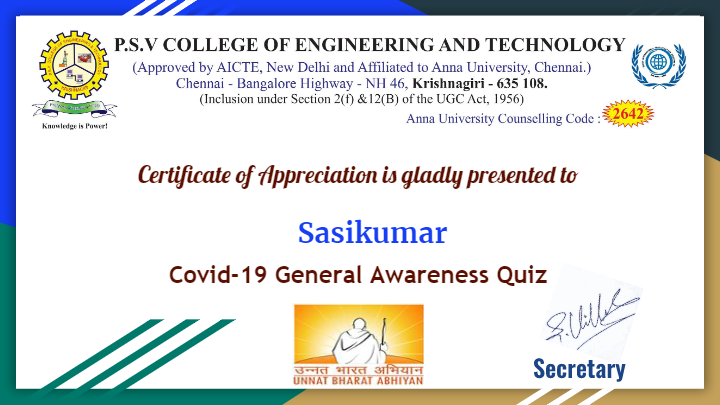 P.S.V COLLEGE OF ENGINEERING AND TECHNOLOGY
(Approved by AICTE, New Delhi and Affiliated to Anna University, Chennai.)
Chennai - Bangalore Highway - NH 46, Krishnagiri - 635 108.
(Inclusion under Section 2(f) &12(B) of the UGC Act, 1956)
Anna University Counselling Code : 2642
Knowledge is Power!
Certificate of Appreciation is gladly presented to
Sasikumar
Covid-19 General Awareness Quiz
उन्नत भारत अभियान
UNNAT BHARAT ABHIYAN
Secretary